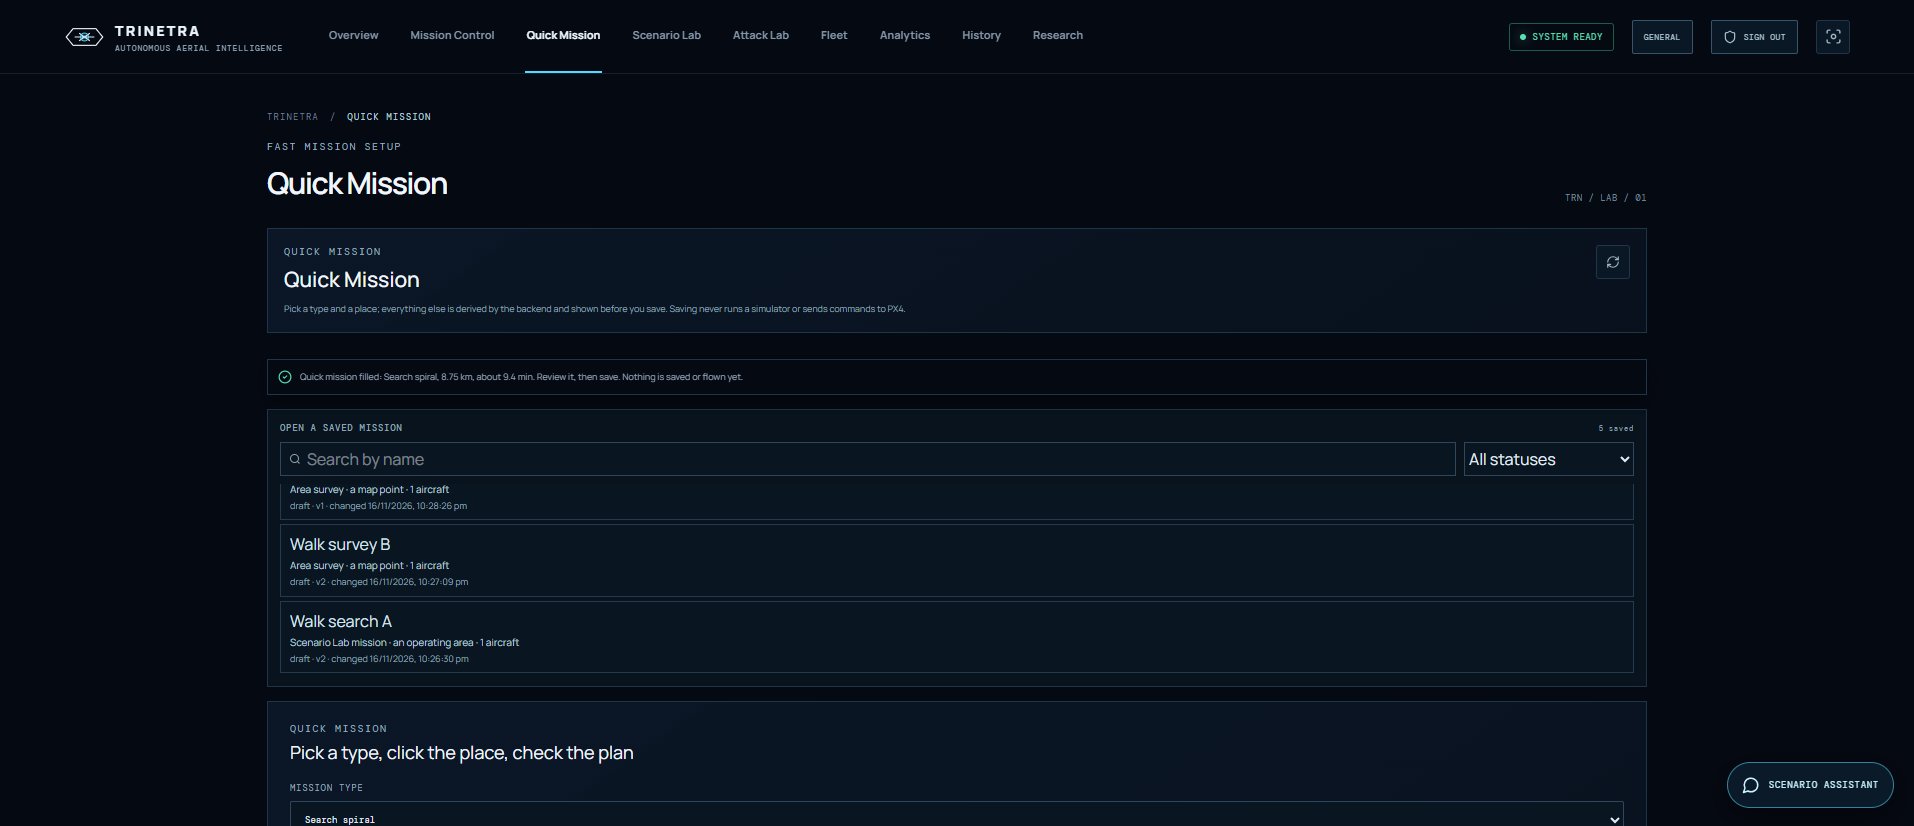 TRINETRA
AUTONOMOUS AERIAL INTELLIGENCE
Overview
Mission Control
Quick Mission
Scenario Lab
Attack Lab
Fleet
Analytics
History
Research
SYSTEM READY
GENERAL
SIGN OUT
TRINETRA / QUICK MISSION
FAST MISSION SETUP
Quick Mission
TRN / LAB / 01
QUICK MISSION
Quick Mission
Pick a type and a place; everything else is derived by the backend and shown before you save. Saving never runs a simulator or sends commands to PX4.
Quick mission filled: Search spiral, 8.75 km, about 9.4 min. Review it, then save. Nothing is saved or flown yet.
OPEN A SAVED MISSION
5 saved
Search by name
All statuses
Area survey · a map point · 1 aircraft
draft · v1 · changed 16/11/2026, 10:28:26 pm
Walk survey B
Area survey · a map point · 1 aircraft
draft · v2 · changed 16/11/2026, 10:27:09 pm
Walk search A
Scenario Lab mission · an operating area · 1 aircraft
draft · v2 · changed 16/11/2026, 10:26:30 pm
QUICK MISSION
Pick a type, click the place, check the plan
MISSION TYPE
Search spiral
SCENARIO ASSISTANT